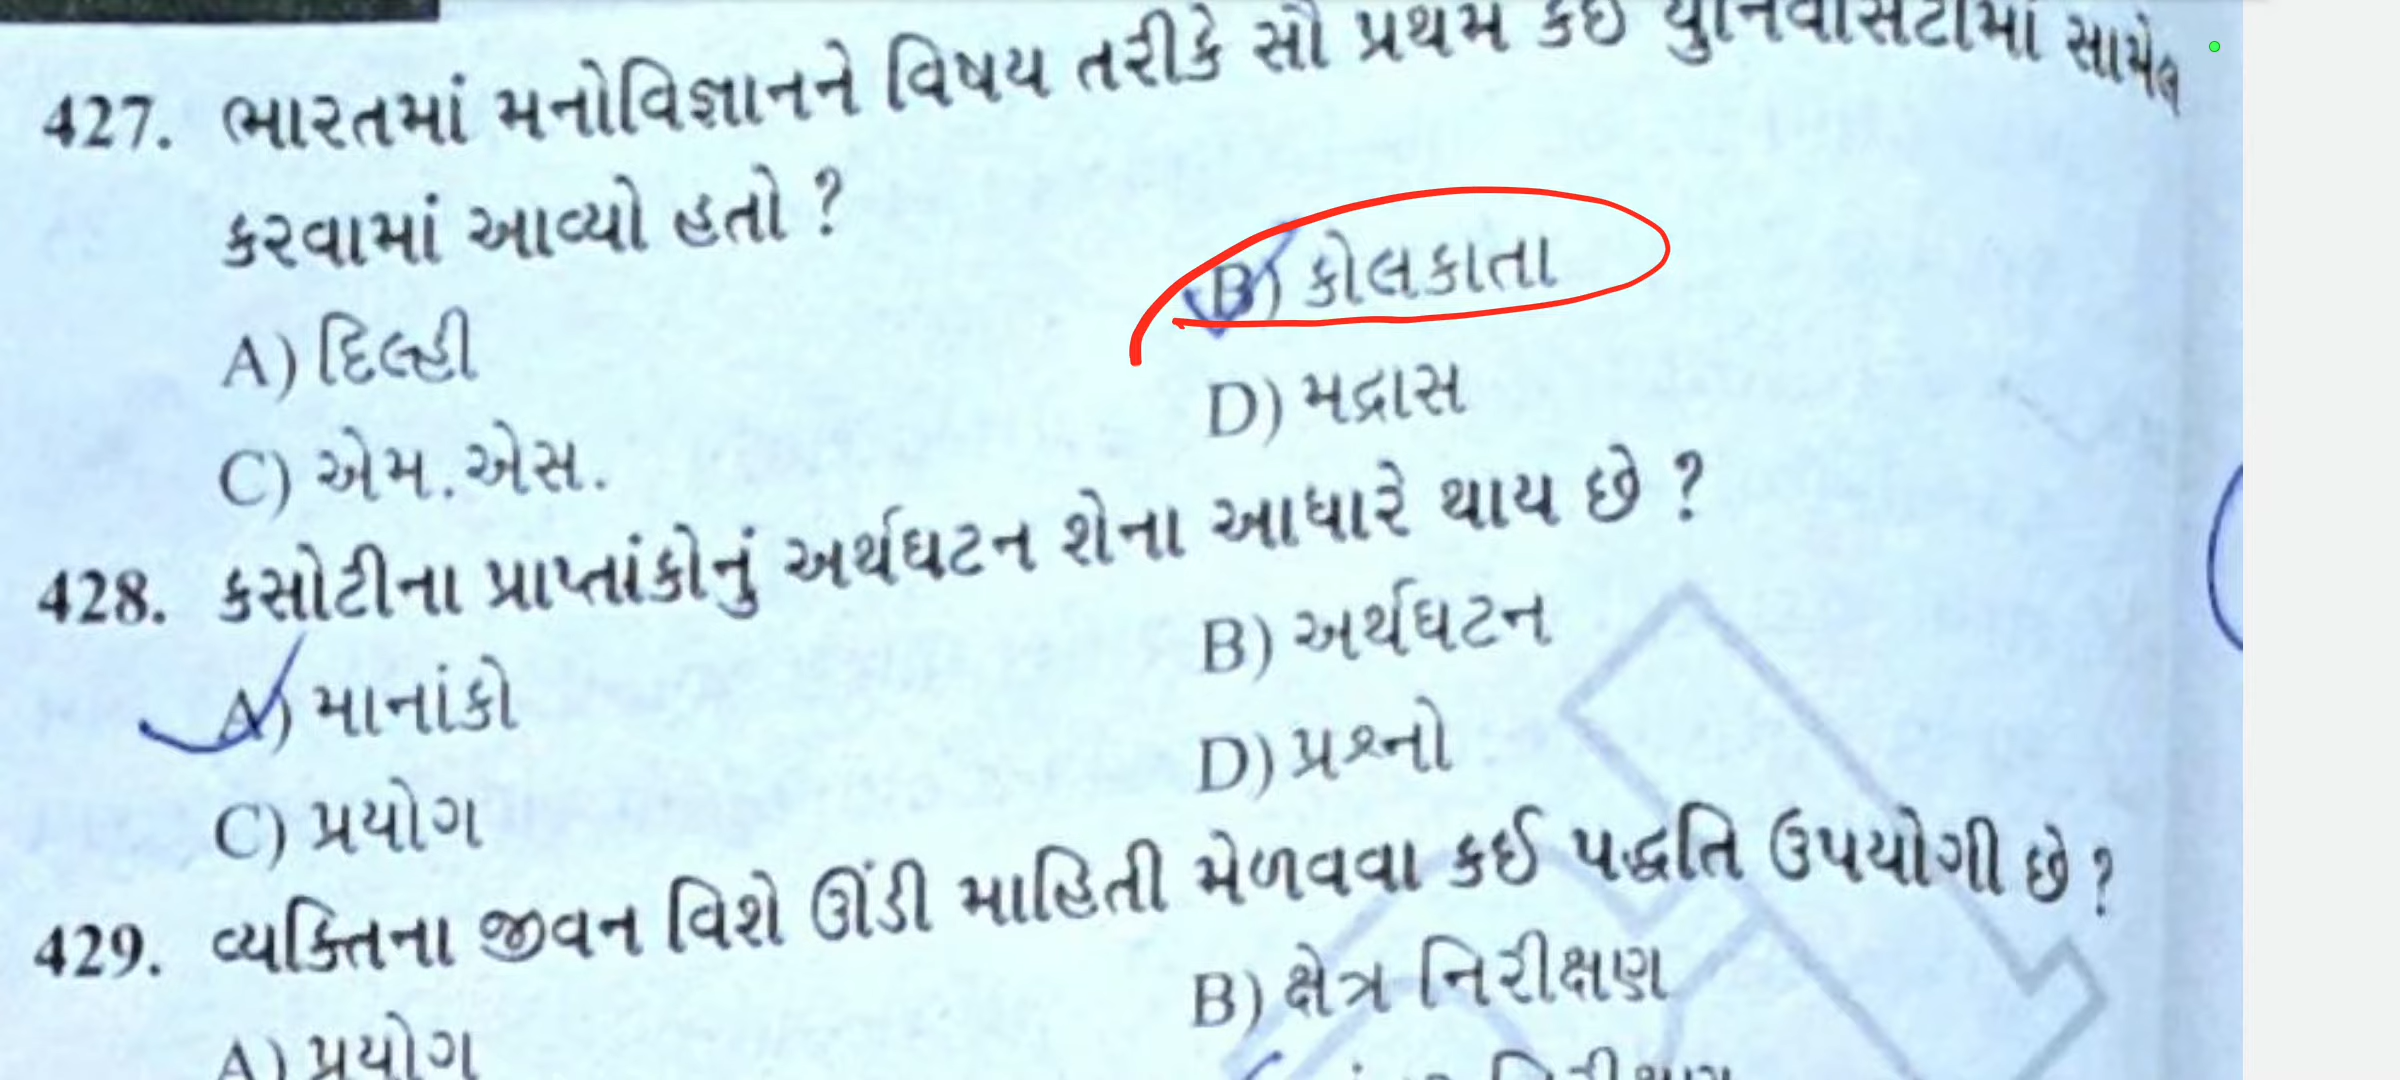 427. ભારતમાં મનોવિજ્ઞાનને વિષય તરીકે સૌ પ્રથમ કઈ યુનિવર્સિટીમાં સામેલ
કરવામાં આવ્યો હતો ?
A) દિલ્હી
B) કોલકાતા
C) એમ.એસ.
D) મદ્રાસ
428. કસોટીના પ્રાપ્તાંકોનું અર્થઘટન શેના આધારે થાય છે ?
A) માનાંકો
B) અર્થઘટન
C) પ્રયોગ
D) પ્રશ્નો
429. વ્યક્તિના જીવન વિશે ઊંડી માહિતી મેળવવા કઈ પદ્ધતિ ઉપયોગી છે ?
A) પ્રયોગ
B) ક્ષેત્ર નિરીક્ષણ